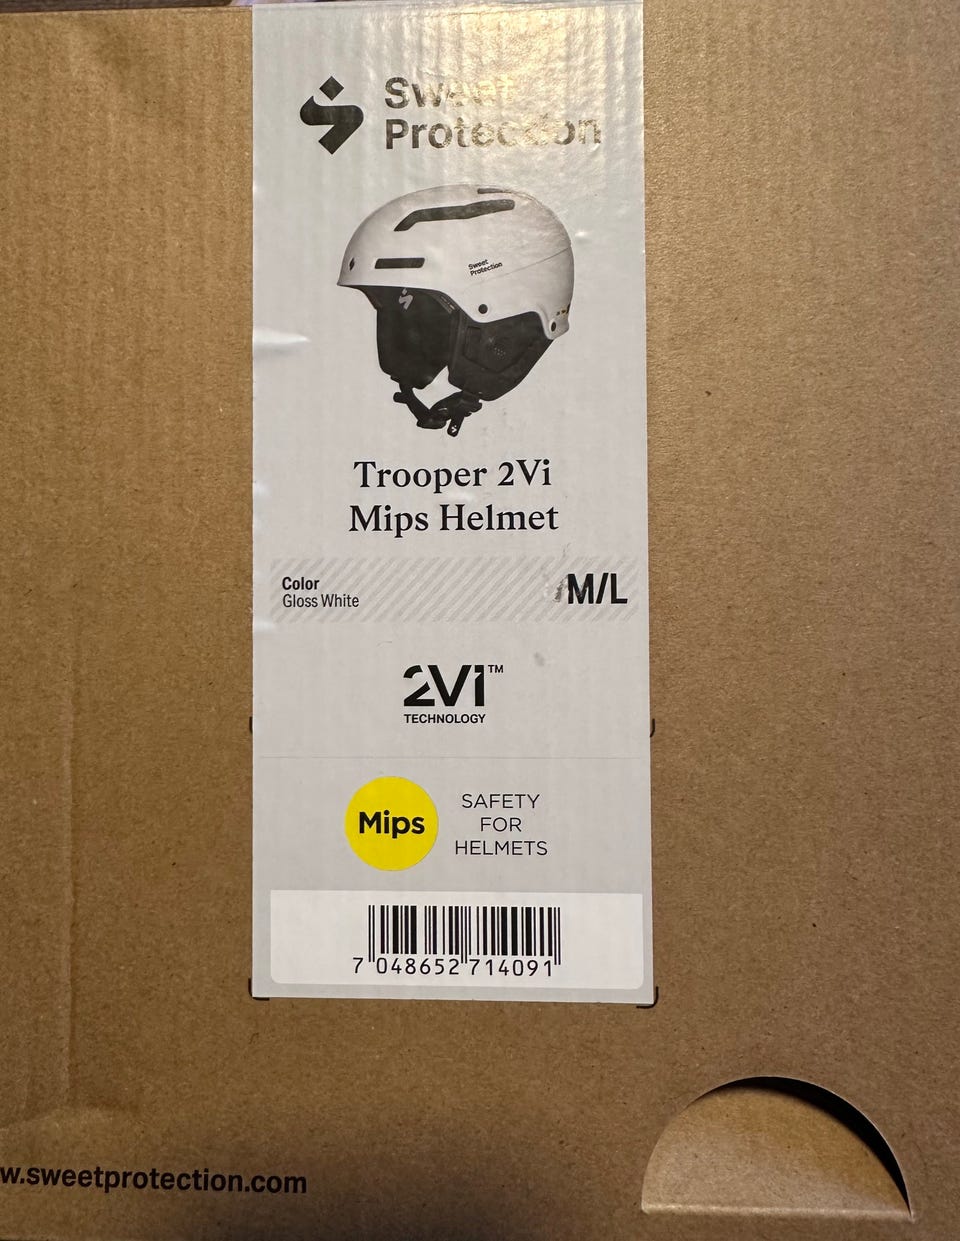 Sweet
Protection
Sweet
Protection
Trooper 2Vi
Mips Helmet
Color
Gloss White
M/L
2Vi™
TECHNOLOGY
Mips
SAFETY
FOR
HELMETS
7 048652 714091
w.sweetprotection.com